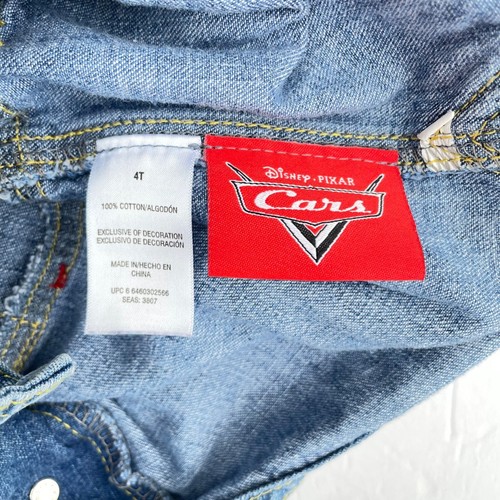 4T
100% COTTON/ALGODÓN
EXCLUSIVE OF DECORATION
EXCLUSIVO DE DECORACIÓN
MADE IN/HECHO EN
CHINA
UPC 6 6460302566
SEAS: 3807
DISNEY · PIXAR
Cars